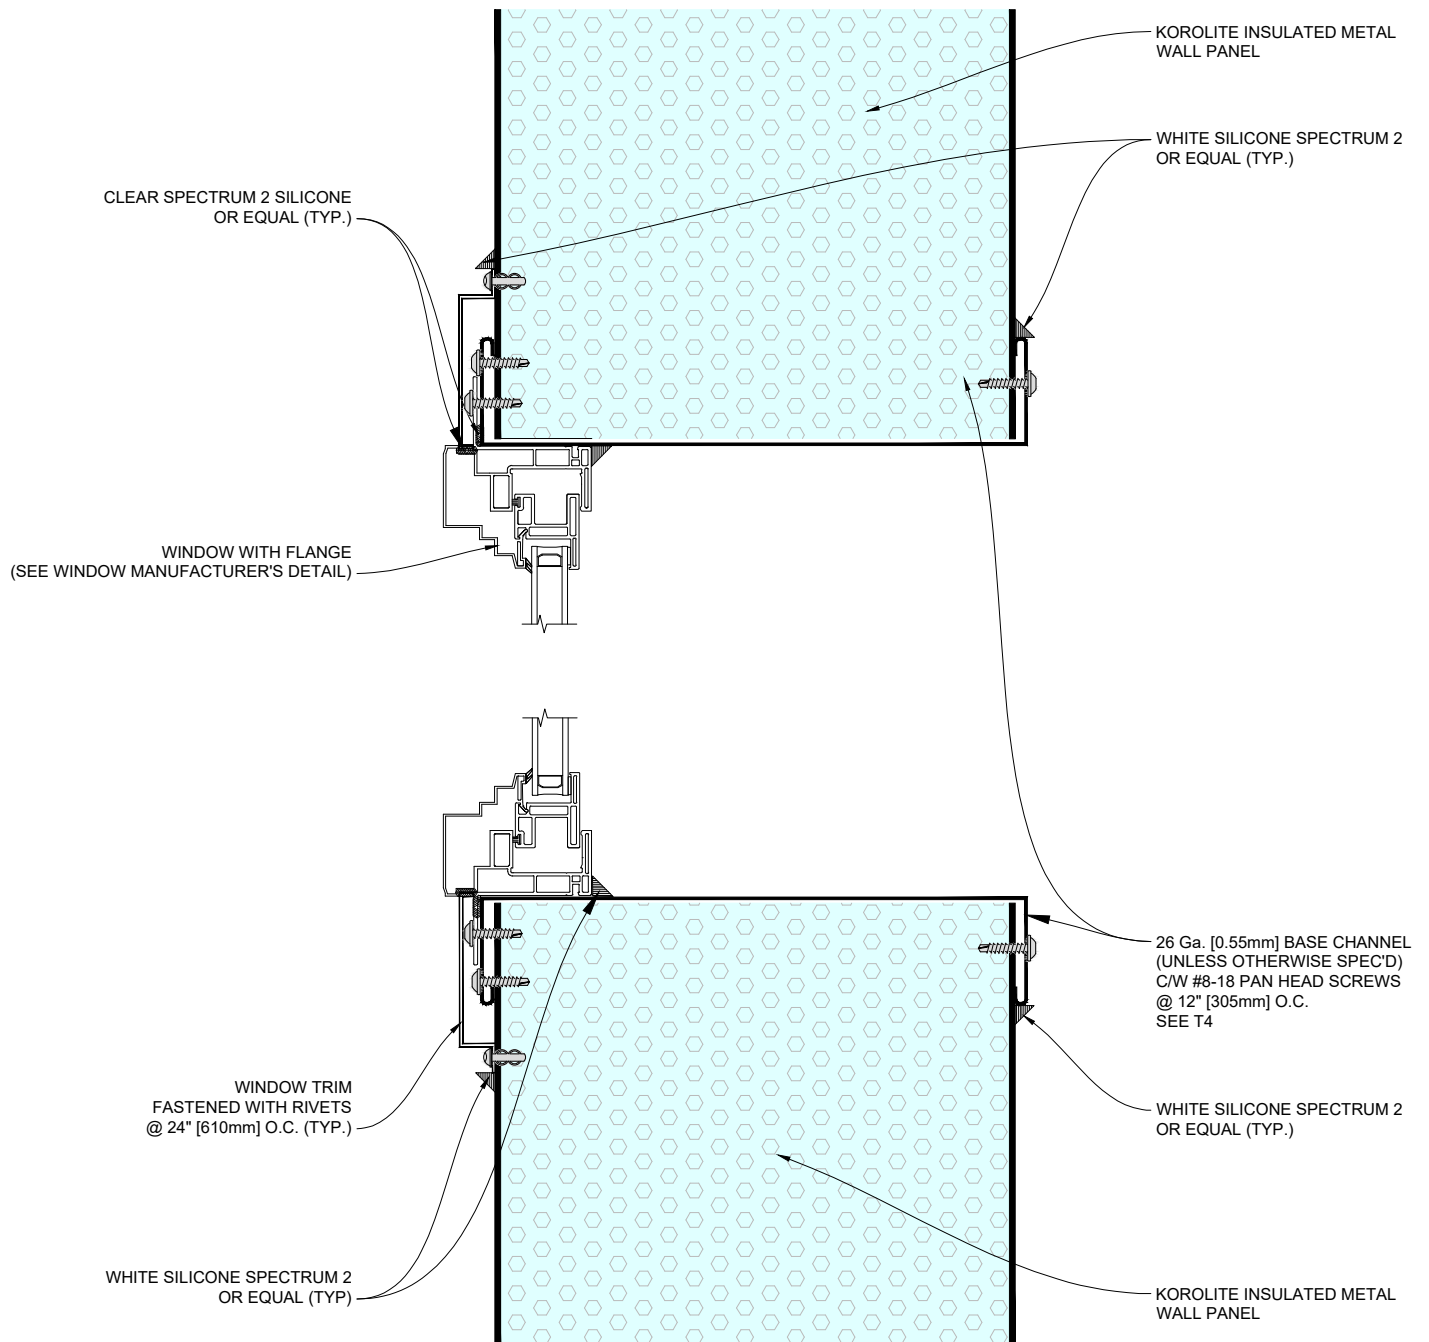 KOROLITE INSULATED METAL
WALL PANEL
WHITE SILICONE SPECTRUM 2
OR EQUAL (TYP.)
CLEAR SPECTRUM 2 SILICONE
OR EQUAL (TYP.)
WINDOW WITH FLANGE
(SEE WINDOW MANUFACTURER'S DETAIL)
26 Ga. [0.55mm] BASE CHANNEL
(UNLESS OTHERWISE SPEC'D)
C/W #8-18 PAN HEAD SCREWS
@ 12" [305mm] O.C.
SEE T4
WINDOW TRIM
FASTENED WITH RIVETS
@ 24" [610mm] O.C. (TYP.)
WHITE SILICONE SPECTRUM 2
OR EQUAL (TYP.)
WHITE SILICONE SPECTRUM 2
OR EQUAL (TYP)
KOROLITE INSULATED METAL
WALL PANEL